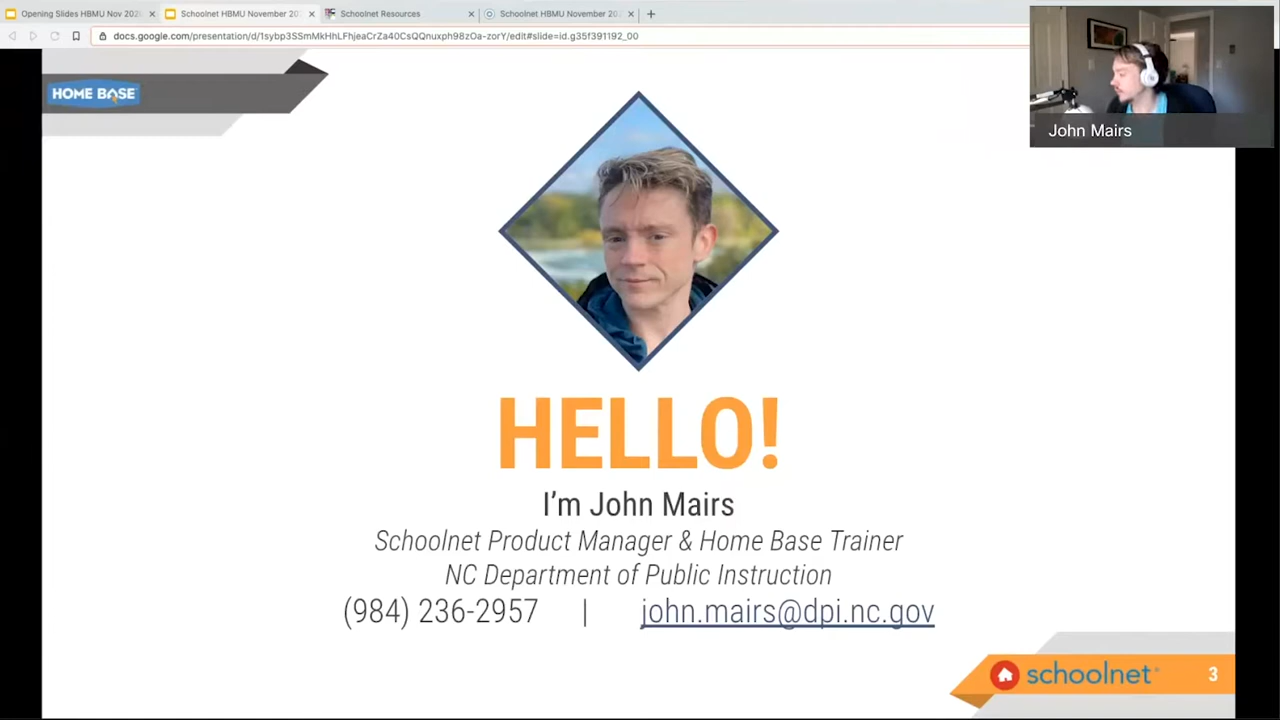 Opening Slides HBMU Nov 202
Schoolnet HBMU November 202
Schoolnet Resources
Schoolnet HBMU November 202
docs.google.com/presentation/d/1sybp3SSmMkHhLFhjeaCrZa40CsQQnuxph98zOa-zorY/edit#slide=id.g35f391192_00
HOME BASE
John Mairs
HELLO!
I'm John Mairs
Schoolnet Product Manager & Home Base Trainer
NC Department of Public Instruction
(984) 236-2957 | john.mairs@dpi.nc.gov
schoolnet 3